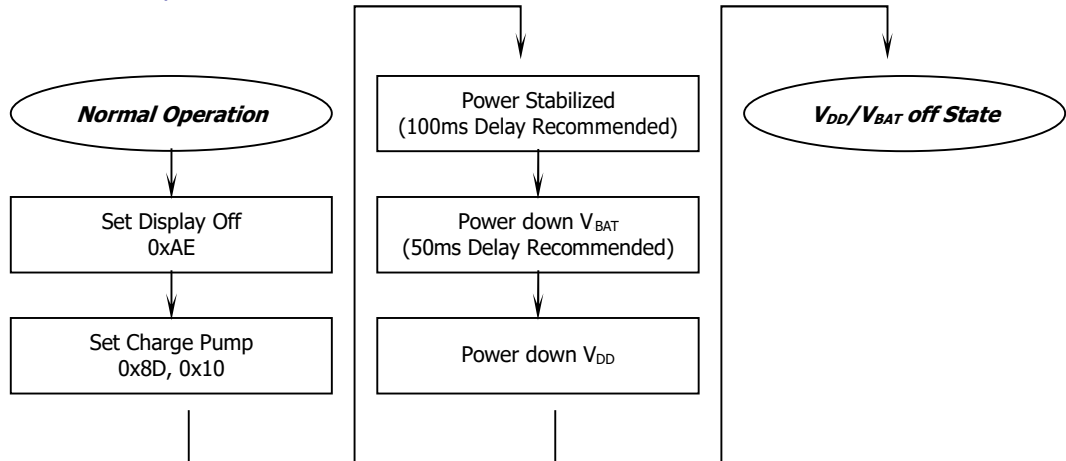 Normal Operation
Set Display Off
0xAE
Set Charge Pump
0x8D, 0x10
Power Stabilized
(100ms Delay Recommended)
Power down VBAT
(50ms Delay Recommended)
Power down VDD
VDD/VBAT off State